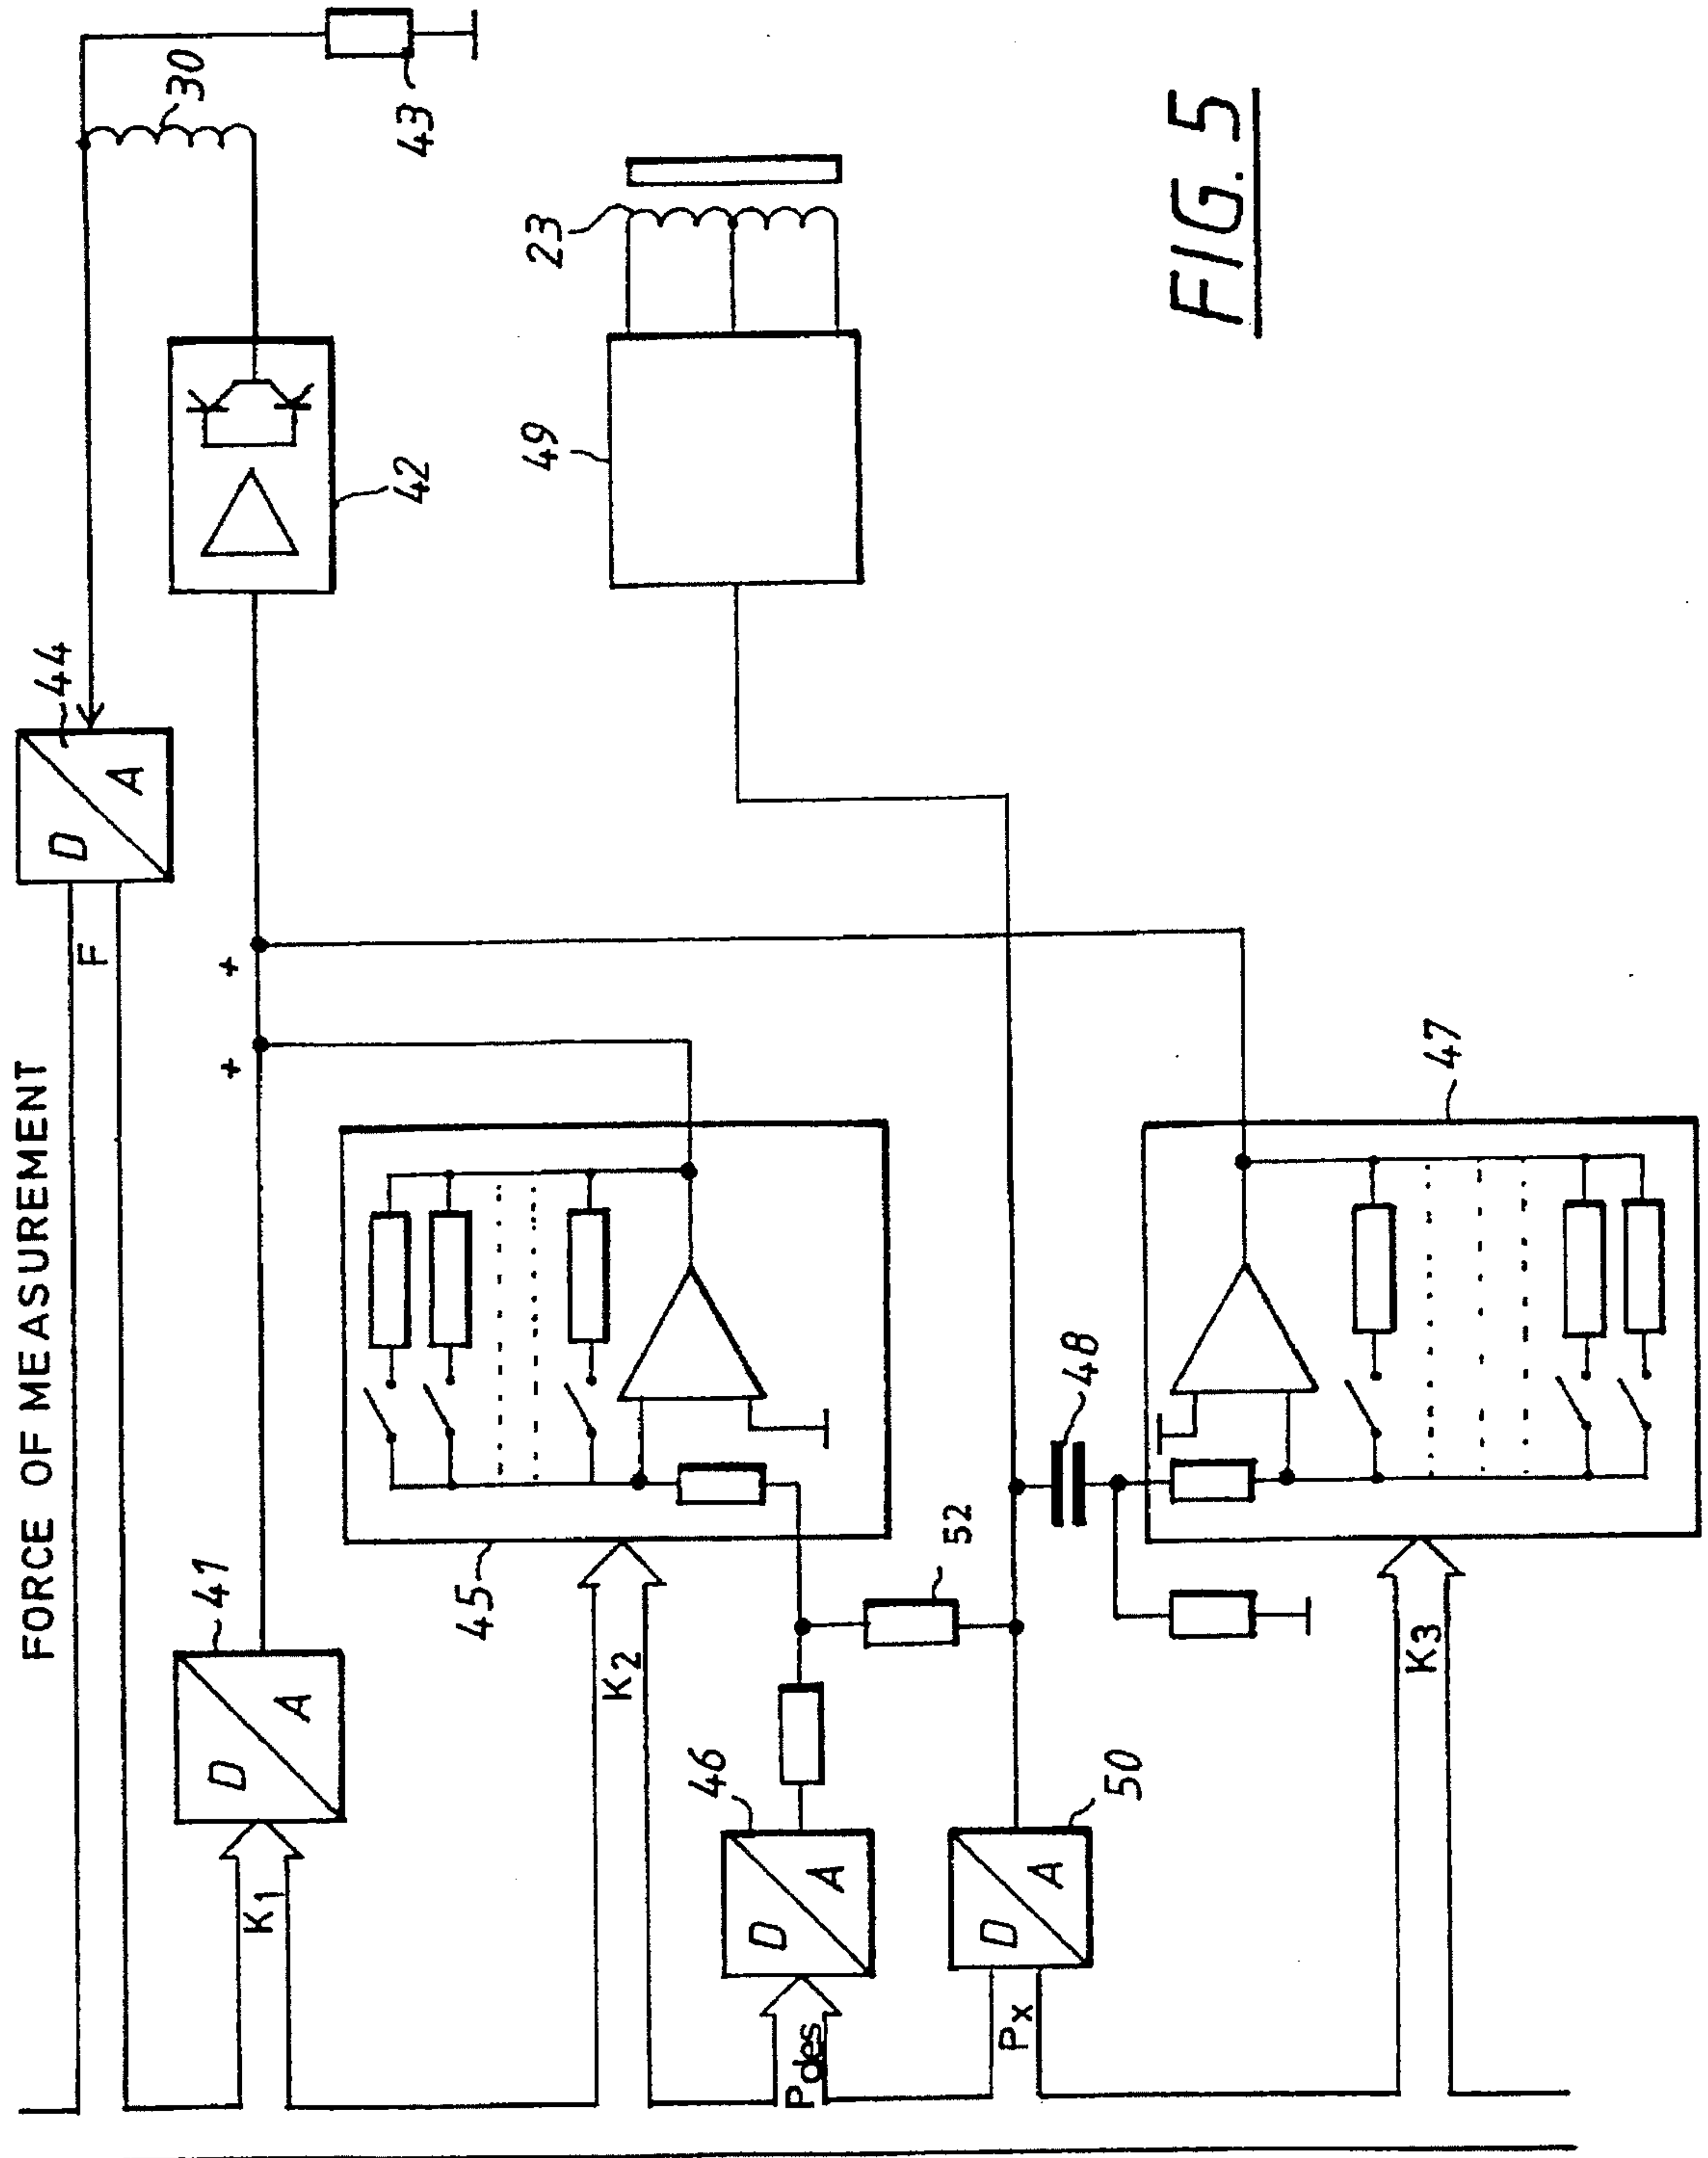 FORCE OF MEASUREMENT
F
44
D
A
30
43
K1
41
D
A
+
+
42
K2
45
23
49
Pdes
46
D
A
52
Px
50
D
A
48
K3
47
FIG. 5